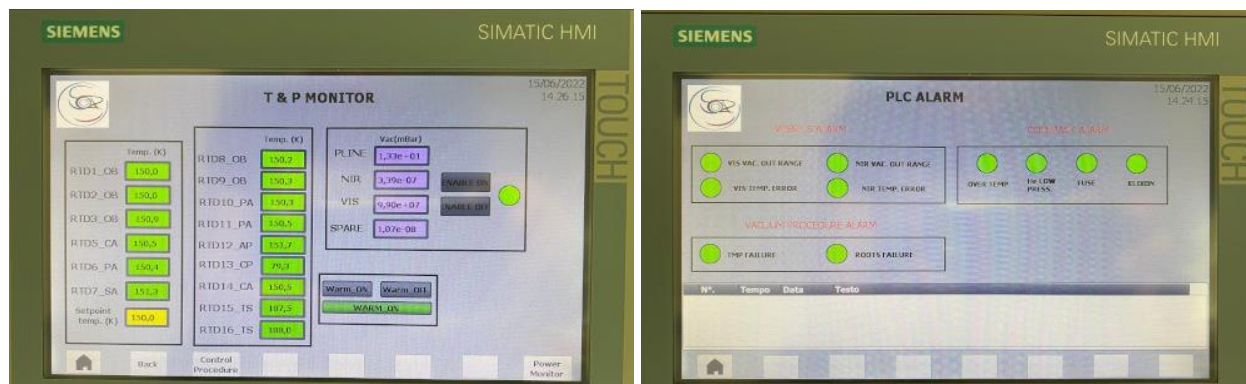 SIEMENS
SIMATIC HMI
TOUCH
15/06/2022
14.26.15
T & P MONITOR
Temp. (K)
RTD1_OB 150,0
RTD2_OB 150,0
RTD3_OB 150,0
RTD5_CA 150,5
RTD6_PA 150,4
RTD7_SA 151,3
Setpoint
temp. (K) 150,0
Temp. (K)
RTD8_OB 150,2
RTD9_OB 150,3
RTD10_PA 150,3
RTD11_PA 150,5
RTD12_AP
RTD13_CP 79,3
RTD14_CA 150,5
RTD15_TS 187,5
RTD16_TS 188,0
Vac(mBar)
PLINE 1,33e-01
NIR 3,39e-07
VIS 9,90e-07
SPARE 1,07e-08
ENABLE ON
ENABLE OFF
Warm_ON Warm_OFF
WARM_ON
Back
Control
Procedure
Power
Monitor
SIEMENS
SIMATIC HMI
TOUCH
15/06/2022
14.24.15
PLC ALARM
VIS VAC. OUT RANGE
NIR VAC. OUT RANGE
VIS TEMP. ERROR
NIR TEMP. ERROR
OVER TEMP
He LOW
PRESS.
FUSE
KLIXON
VACUUM PROCEDURE ALARM
TMP FAILURE
ROOTS FAILURE
N°. Tempo Data Testo